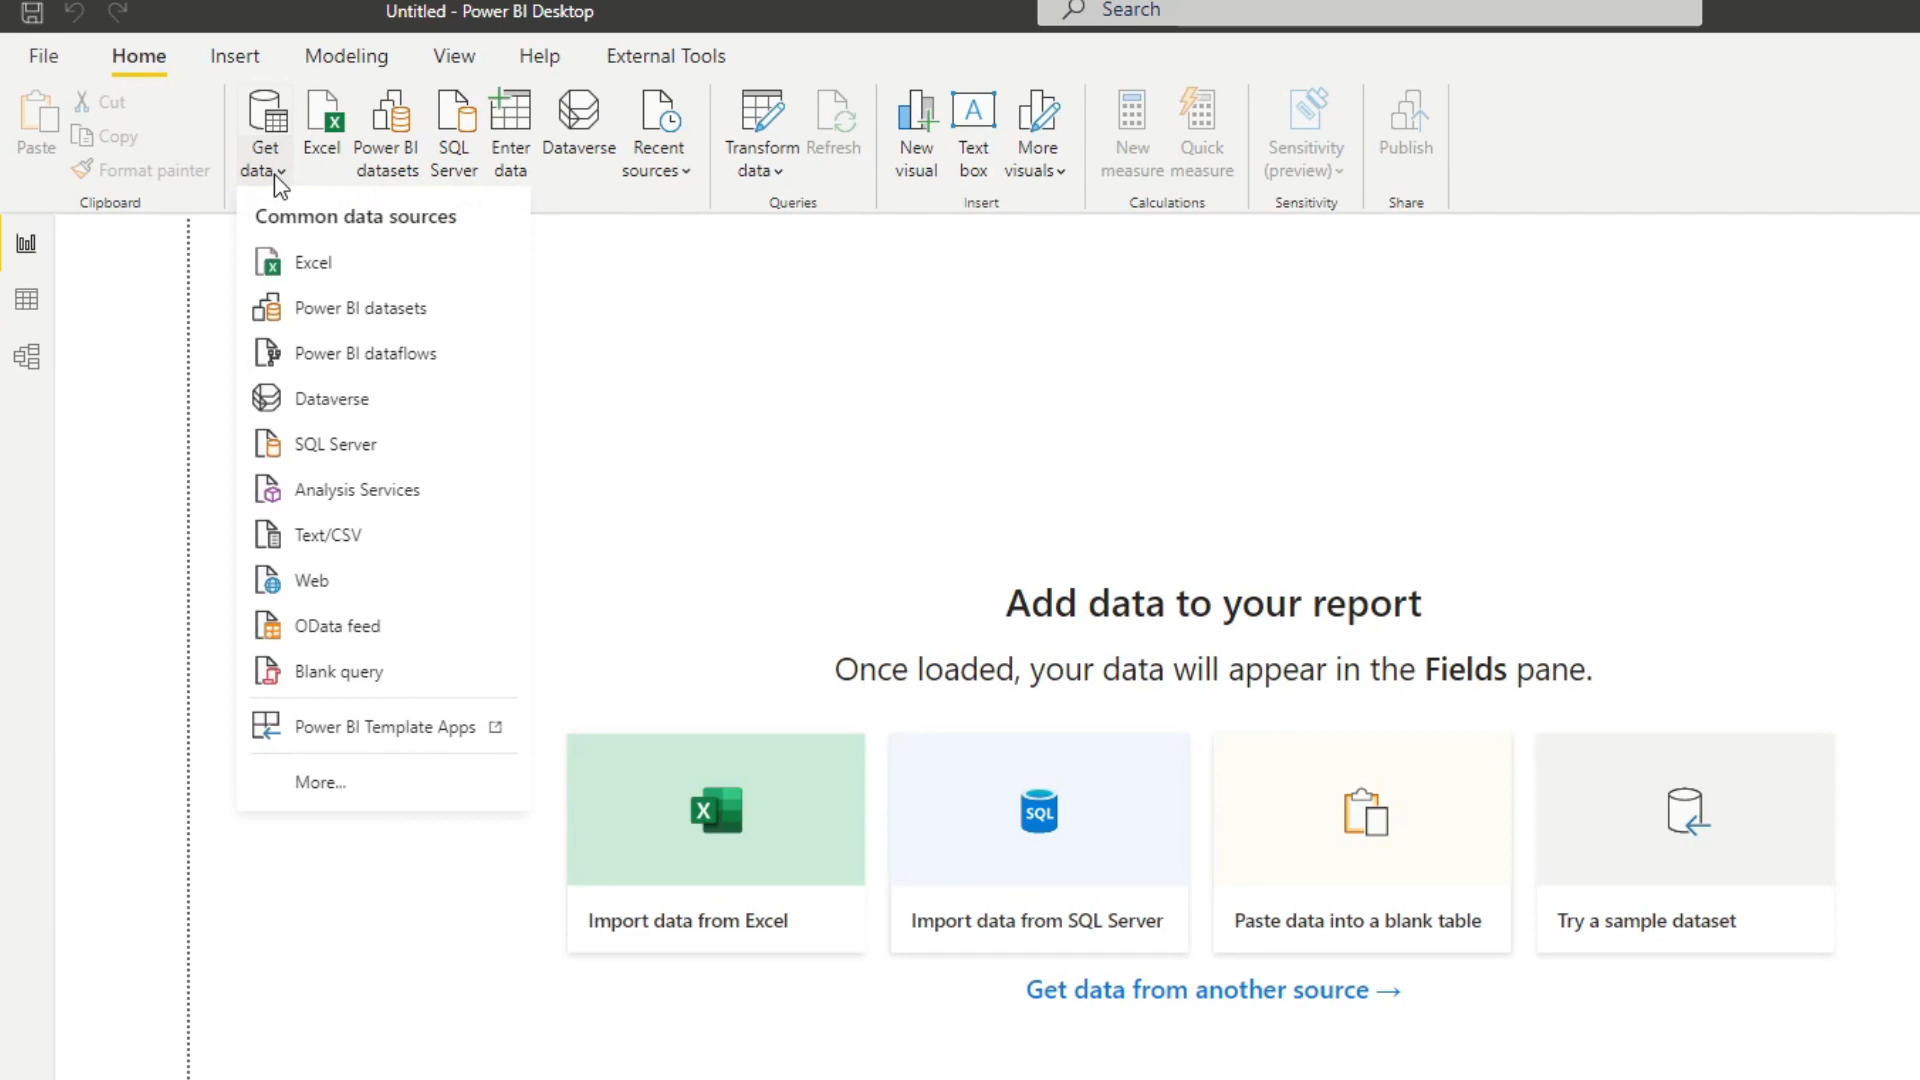 Untitled - Power BI Desktop
Search
File Home Insert Modeling View Help External Tools
Paste
Cut
Copy
Format painter
Clipboard
Get data
Excel
Power BI datasets
SQL Server
Enter data
Dataverse
Recent sources
Transform data
Refresh
Queries
New visual
Text box
More visuals
Insert
New measure
Quick measure
Calculations
Sensitivity (preview)
Sensitivity
Publish
Share
Common data sources
Excel
Power BI datasets
Power BI dataflows
Dataverse
SQL Server
Analysis Services
Text/CSV
Web
OData feed
Blank query
Power BI Template Apps
More...
Add data to your report
Once loaded, your data will appear in the Fields pane.
X
SQL
Import data from Excel
Import data from SQL Server
Paste data into a blank table
Try a sample dataset
Get data from another source →